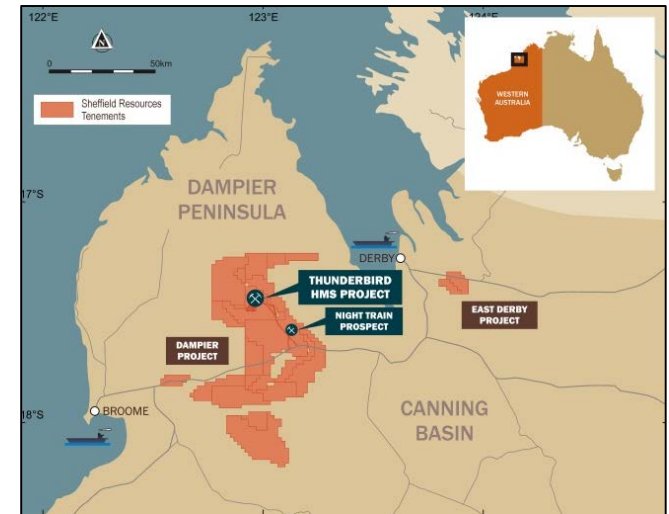 122°E
123°E
124°E
N
0
50km
Sheffield Resources
Tenements
WESTERN
AUSTRALIA
17°S
DAMPIER
PENINSULA
DERBY
THUNDERBIRD
HMS PROJECT
NIGHT TRAIN
PROSPECT
EAST DERBY
PROJECT
DAMPIER
PROJECT
18°S
BROOME
CANNING
BASIN